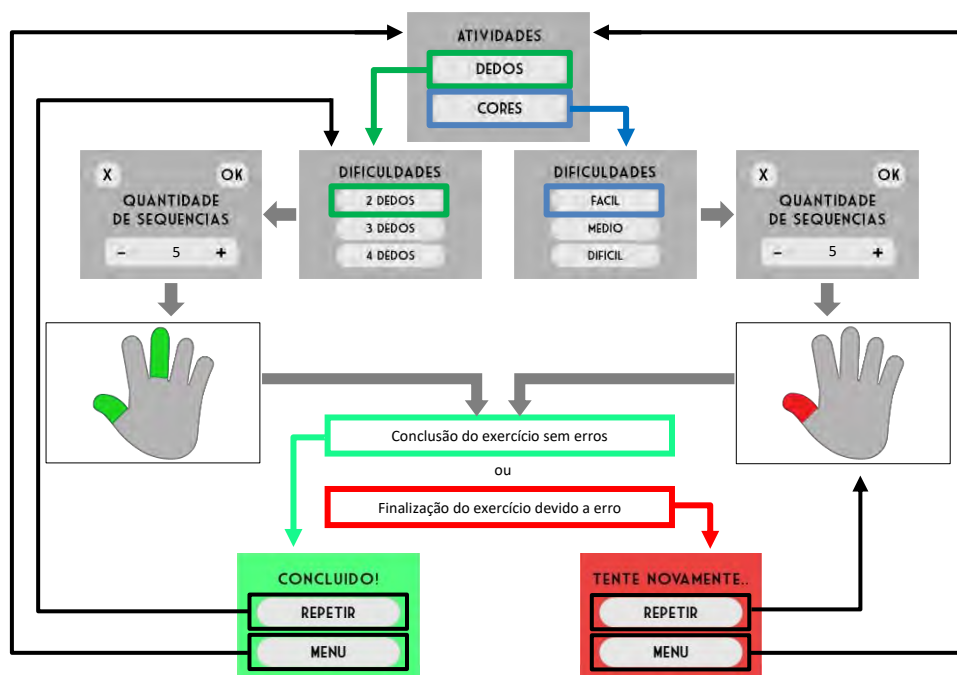 ATIVIDADES
DEDOS
CORES
X OK
QUANTIDADE
DE SEQUENCIAS
- 5 +
DIFICULDADES
2 DEDOS
3 DEDOS
4 DEDOS
DIFICULDADES
FACIL
MEDIO
DIFICIL
X OK
QUANTIDADE
DE SEQUENCIAS
- 5 +
Conclusão do exercício sem erros
ou
Finalização do exercício devido a erro
CONCLUIDO!
REPETIR
MENU
TENTE NOVAMENTE..
REPETIR
MENU